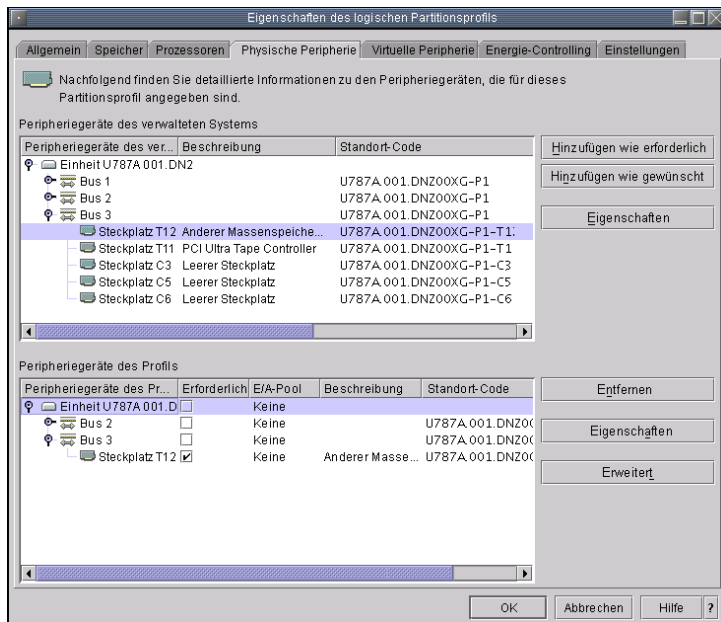 Eigenschaften des logischen Partitionsprofils
Allgemein Speicher Prozessoren Physische Peripherie Virtuelle Peripherie Energie-Controlling Einstellungen
Nachfolgend finden Sie detaillierte Informationen zu den Peripheriegeräten, die für dieses
Partitionsprofil angegeben sind.
Peripheriegeräte des verwalteten Systems
Peripheriegeräte des ver... Beschreibung Standort-Code
Einheit U787A 001.DN2
Bus 1 U787A.001.DNZ00XG-P1
Bus 2 U787A.001.DNZ00XG-P1
Bus 3 U787A.001.DNZ00XG-P1
Steckplatz T12 Anderer Massenspeiche... U787A.001.DNZ00XG-P1-T12
Steckplatz T11 PCI Ultra Tape Controller U787A.001.DNZ00XG-P1-T1
Steckplatz C3 Leerer Steckplatz U787A.001.DNZ00XG-P1-C3
Steckplatz C5 Leerer Steckplatz U787A.001.DNZ00XG-P1-C5
Steckplatz C6 Leerer Steckplatz U787A.001.DNZ00XG-P1-C6
Hinzufügen wie erforderlich
Hinzufügen wie gewünscht
Eigenschaften
Peripheriegeräte des Profils
Peripheriegeräte des Pr... Erforderlich E/A-Pool Beschreibung Standort-Code
Einheit U787A 001.D Keine
Bus 2 Keine U787A.001.DNZ00
Bus 3 Keine U787A.001.DNZ00
Steckplatz T12 Keine Anderer Masse... U787A.001.DNZ00
Entfernen
Eigenschaften
Erweitert
OK Abbrechen Hilfe ?